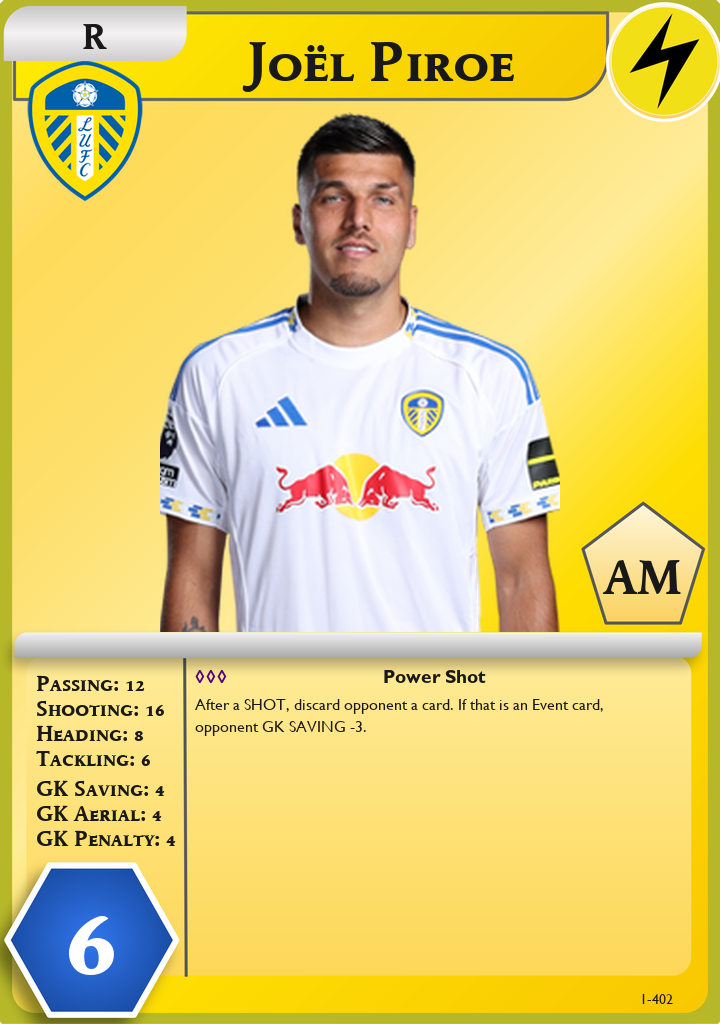 R
Joël Piroe
LUFC
AM
Passing: 12
Shooting: 16
Heading: 8
Tackling: 6
GK Saving: 4
GK Aerial: 4
GK Penalty: 4
6
◊◊◊ Power Shot
After a SHOT, discard opponent a card. If that is an Event card,
opponent GK SAVING -3.
1-402